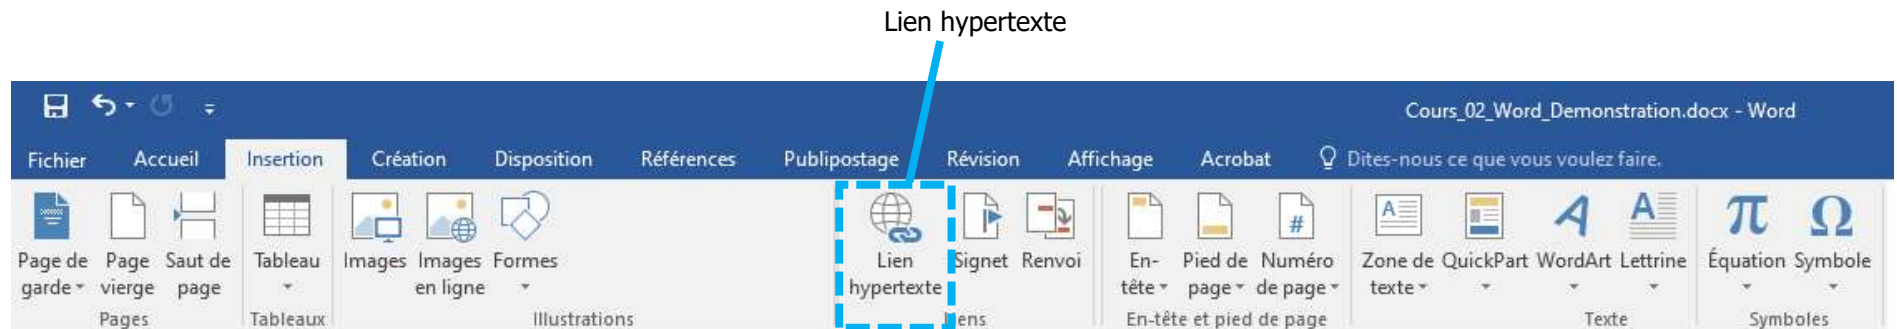 Lien hypertexte
Cours_02_Word_Demonstration.docx - Word
Fichier Accueil Insertion Création Disposition Références Publipostage Révision Affichage Acrobat Dites-nous ce que vous voulez faire.
Page de garde
Page vierge
Saut de page
Tableau
Images
Images en ligne
Formes
Lien hypertexte
Signet
Renvoi
En-tête
Pied de page
Numéro de page
Zone de texte
QuickPart
WordArt
Lettrine
Équation
Symbole
Pages Tableaux Illustrations Liens En-tête et pied de page Texte Symboles